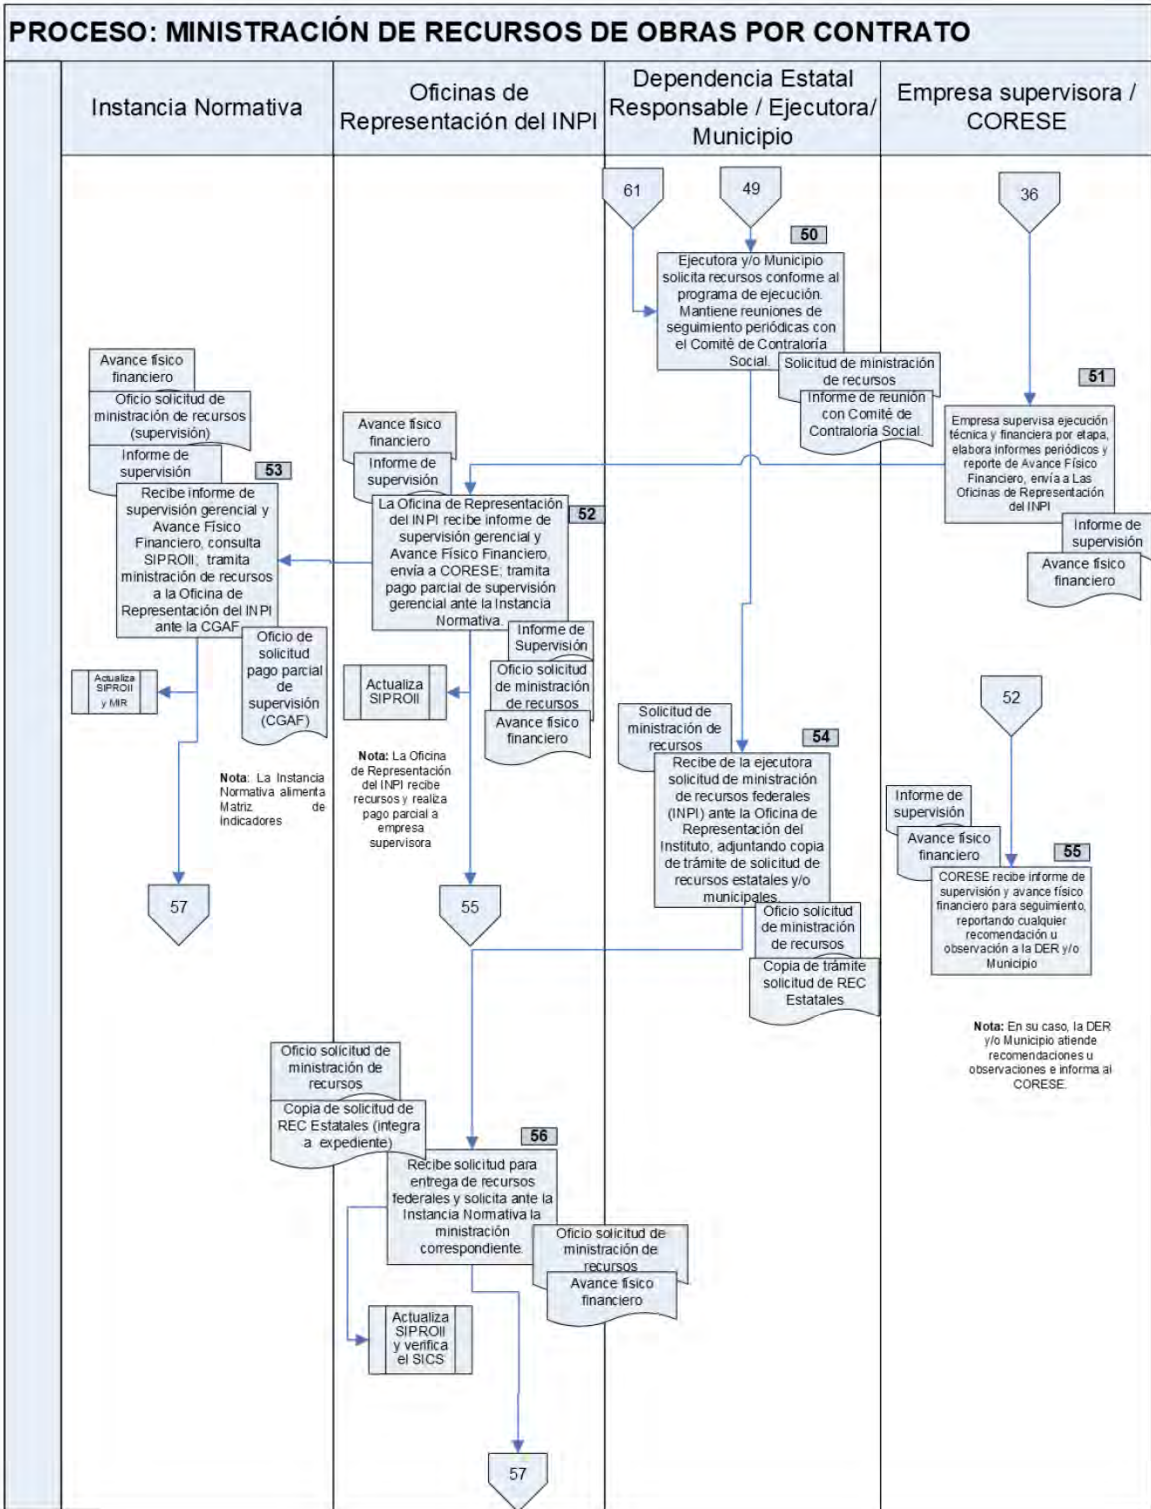 PROCESO: MINISTRACIÓN DE RECURSOS DE OBRAS POR CONTRATO
Instancia Normativa
Oficinas de
Representación del INPI
Dependencia Estatal
Responsable / Ejecutora/
Municipio
Empresa supervisora /
CORESE
61
49
36
50
Ejecutora y/o Municipio
solicita recursos conforme al
programa de ejecución.
Mantiene reuniones de
seguimiento periódicas con
el Comité de Contraloría
Social.
Solicitud de ministración
de recursos
Informe de reunión
con Comité de
Contraloría Social.
51
Empresa supervisa ejecución
técnica y financiera por etapa,
elabora informes periódicos y
reporte de Avance Físico
Financiero, envía a Las
Oficinas de Representación
del INPI
Informe de
supervisión
Avance físico
financiero
Avance físico
financiero
Informe de
supervisión
52
La Oficina de Representación
del INPI recibe informe de
supervisión gerencial y
Avance Físico Financiero,
envía a CORESE; tramita
pago parcial de supervisión
gerencial ante la Instancia
Normativa.
Informe de
Supervisión
Oficio solicitud
de ministración
de recursos
Avance físico
financiero
Actualiza
SIPROII
Nota: La Oficina
de Representación
del INPI recibe
recursos y realiza
pago parcial a
empresa
supervisora
55
Avance físico
financiero
Oficio solicitud de
ministración de recursos
(supervisión)
Informe de
supervisión
53
Recibe informe de
supervisión gerencial y
Avance Físico
Financiero, consulta
SIPROII; tramita
ministración de recursos
a la Oficina de
Representación del INPI
ante la CGAF
Oficio de
solicitud
pago parcial
de
supervisión
(CGAF)
Actualiza
SIPROII
y MIR
Nota: La Instancia
Normativa alimenta
Matriz de
Indicadores
57
Solicitud de
ministración de
recursos
54
Recibe de la ejecutora
solicitud de ministración
de recursos federales
(INPI) ante la Oficina de
Representación del
Instituto, adjuntando copia
de trámite de solicitud de
recursos estatales y/o
municipales.
Oficio solicitud
de ministración
de recursos
Copia de trámite
solicitud de REC
Estatales
52
Informe de
supervisión
Avance físico
financiero
55
CORESE recibe informe de
supervisión y avance físico
financiero para seguimiento,
reportando cualquier
recomendación u
observación a la DER y/o
Municipio
Nota: En su caso, la DER
y/o Municipio atiende
recomendaciones u
observaciones e informa al
CORESE.
Oficio solicitud de
ministración de
recursos
Copia de solicitud de
REC Estatales (integra
a expediente)
56
Recibe solicitud para
entrega de recursos
federales y solicita ante la
Instancia Normativa la
ministración
correspondiente.
Oficio solicitud de
ministración de
recursos
Avance físico
financiero
Actualiza
SIPROII
y verifica
el SICS
57